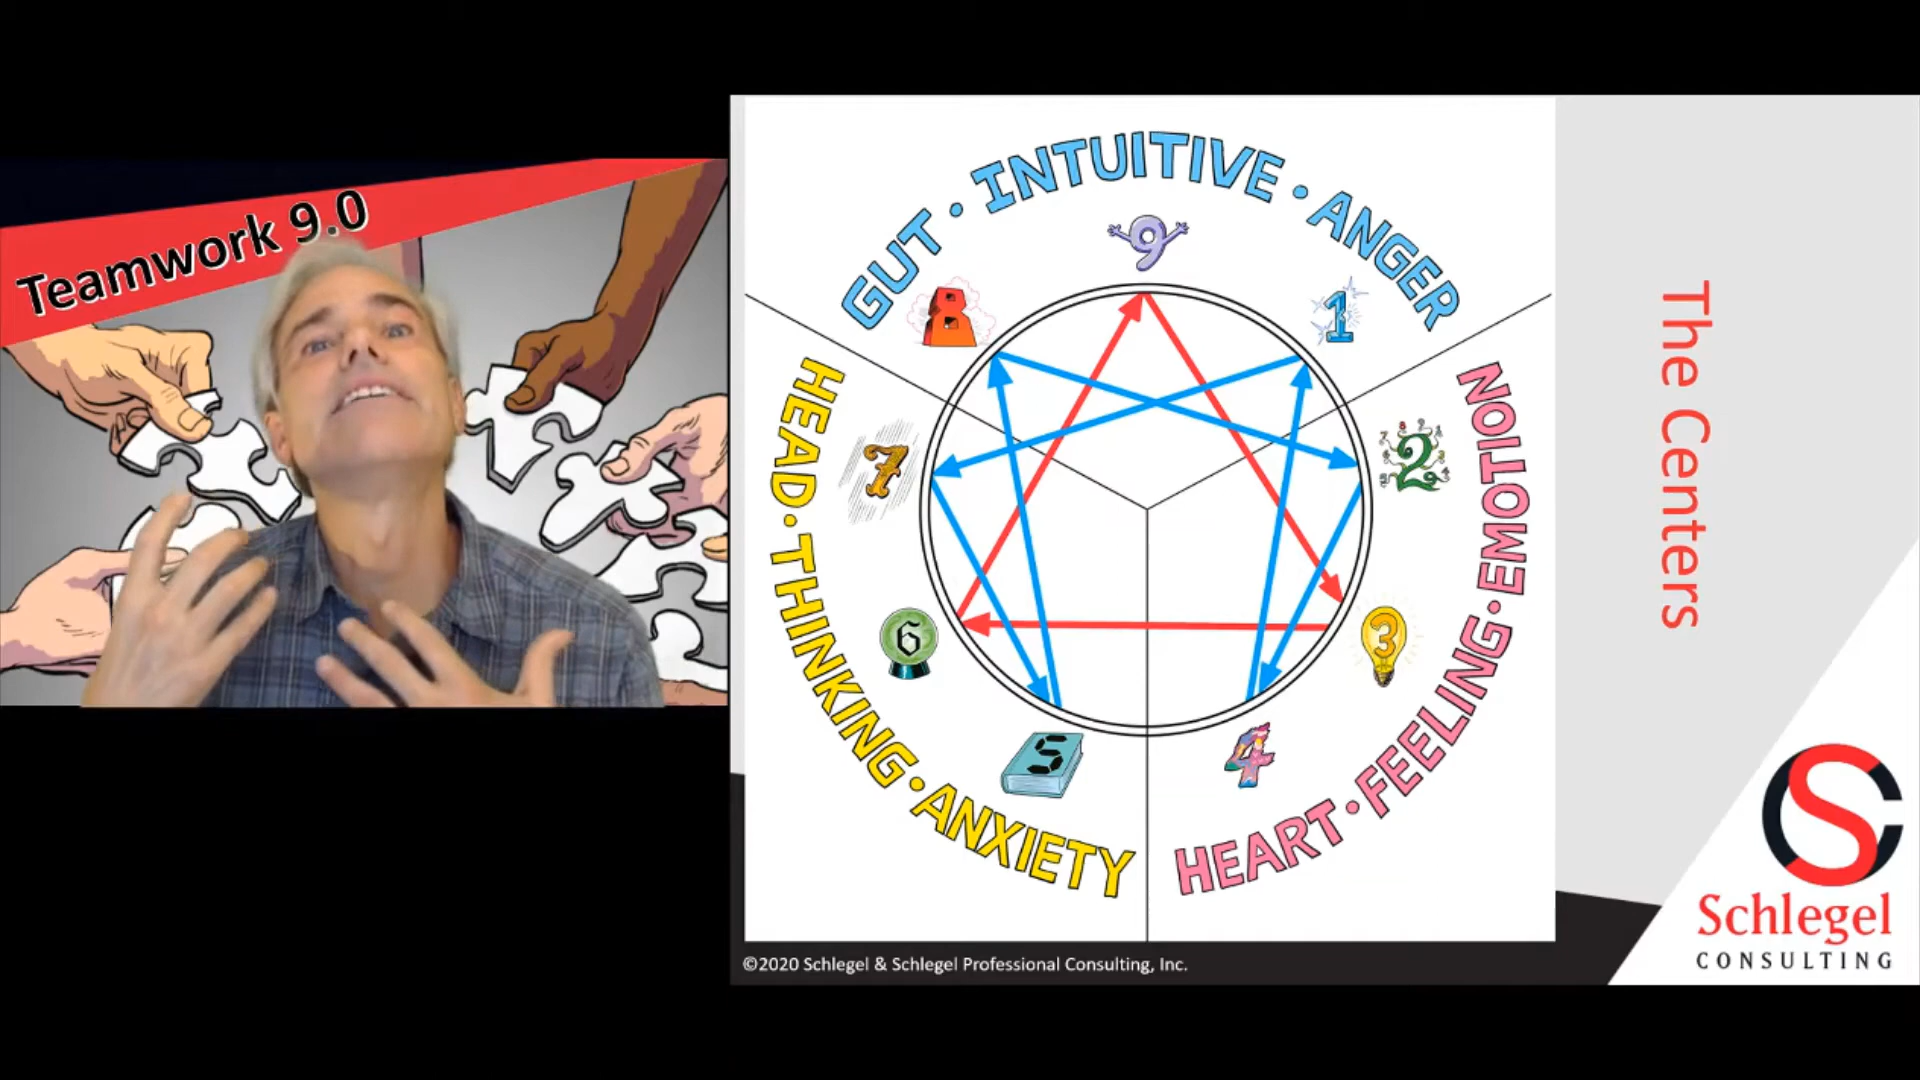 Teamwork 9.0
GUT · INTUITIVE · ANGER
9
8
1
HEAD · THINKING · ANXIETY
HEART · FEELING · EMOTION
7
2
6
3
5
4
The Centers
Schlegel
CONSULTING
©2020 Schlegel & Schlegel Professional Consulting, Inc.